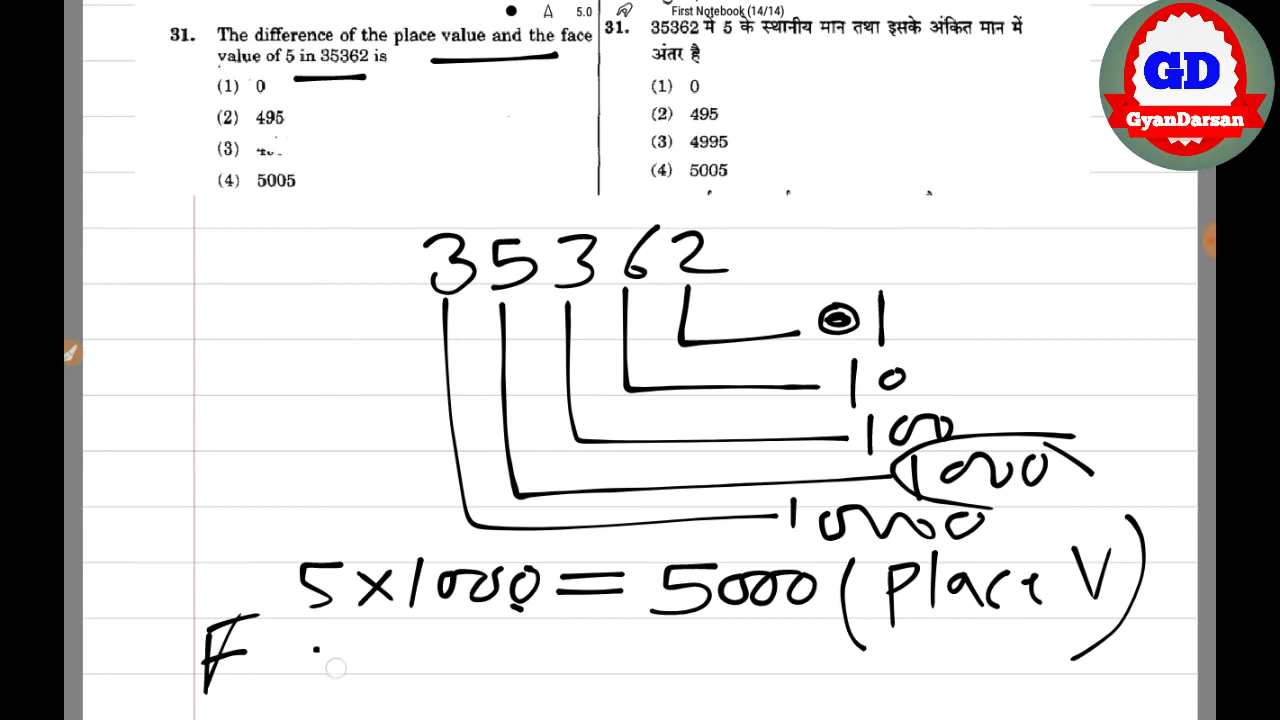 5.0
First Notebook (14/14)
31. The difference of the place value and the face
value of 5 in 35362 is
(1) 0
(2) 495
(3)
(4) 5005
31. 35362 में 5 के स्थानीय मान तथा इसके अंकित मान में
अंतर है
(1) 0
(2) 495
(3) 4995
(4) 5005
GD
GyanDarsan
35362
1
10
100
1000
10000
5×1000=5000 (Place V)
F